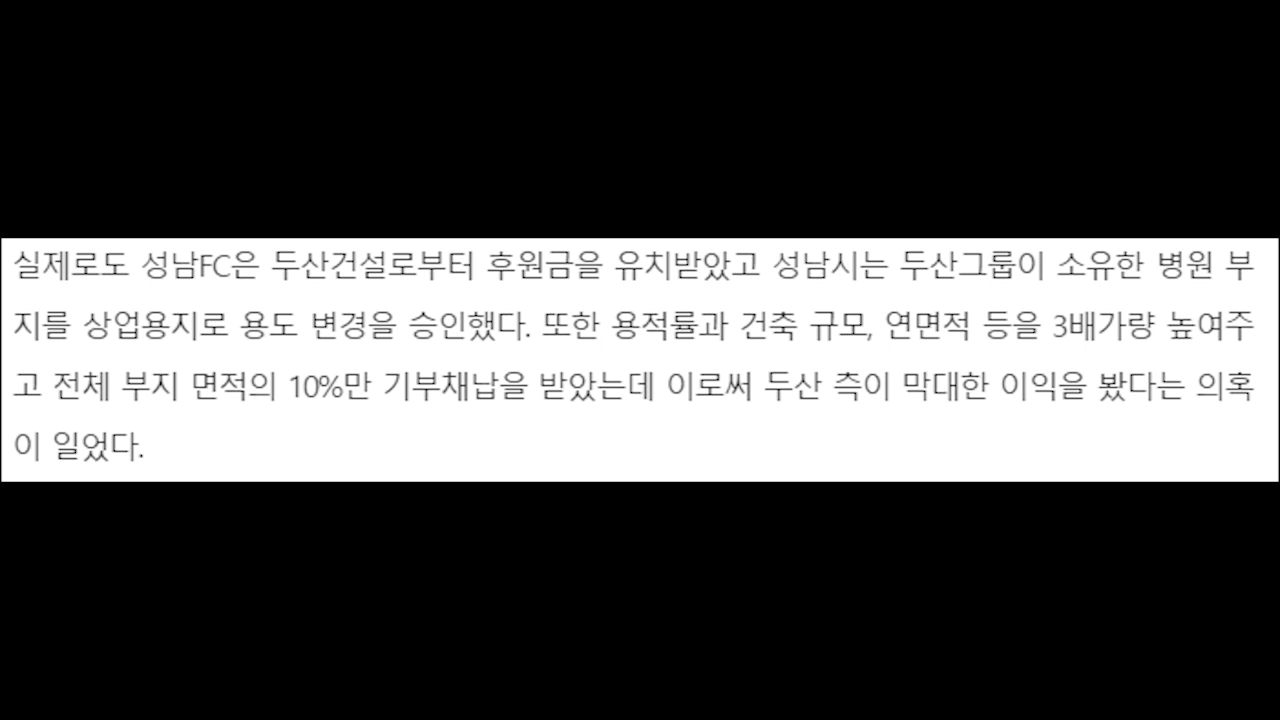 실제로도 성남FC은 두산건설로부터 후원금을 유치받았고 성남시는 두산그룹이 소유한 병원 부
지를 상업용지로 용도 변경을 승인했다. 또한 용적률과 건축 규모, 연면적 등을 3배가량 높여주
고 전체 부지 면적의 10%만 기부채납을 받았는데 이로써 두산 측이 막대한 이익을 봤다는 의혹
이 일었다.